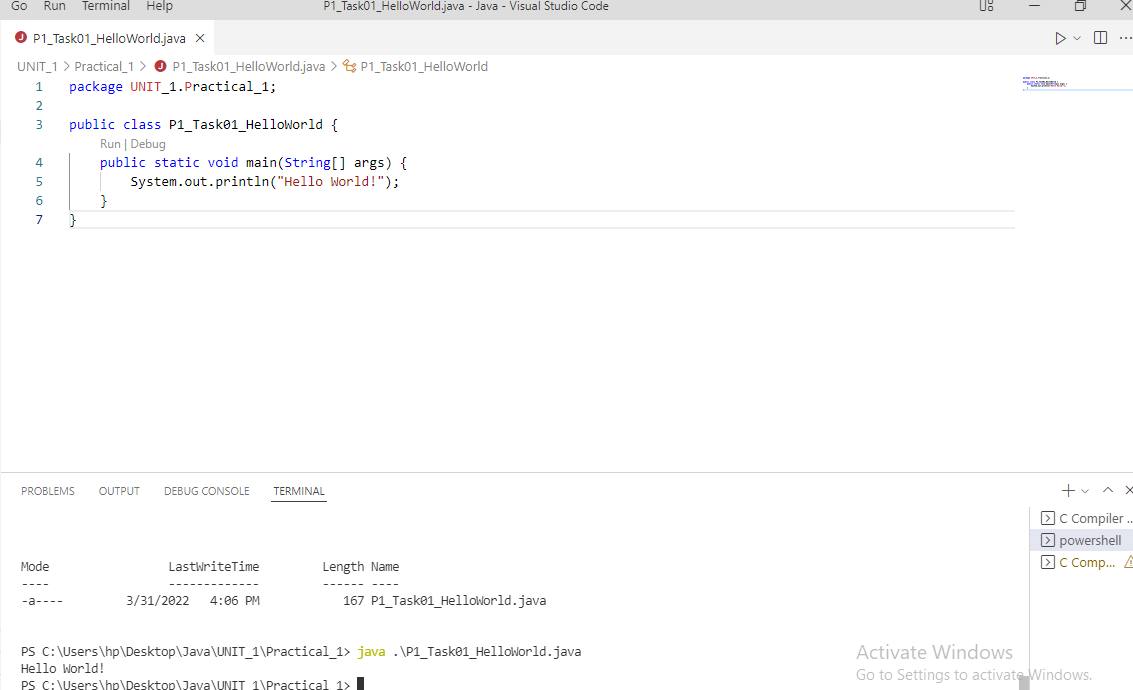 Go Run Terminal Help P1_Task01_HelloWorld.java - Java - Visual Studio Code
P1_Task01_HelloWorld.java
UNIT_1 > Practical_1 > P1_Task01_HelloWorld.java > P1_Task01_HelloWorld
1 package UNIT_1.Practical_1;
2
3 public class P1_Task01_HelloWorld {
Run | Debug
4 public static void main(String[] args) {
5 System.out.println("Hello World!");
6 }
7 }
PROBLEMS OUTPUT DEBUG CONSOLE TERMINAL
C Compiler ...
powershell
C Comp...
Mode LastWriteTime Length Name
---- ------------- ------ ----
-a---- 3/31/2022 4:06 PM 167 P1_Task01_HelloWorld.java
PS C:\Users\hp\Desktop\Java\UNIT_1\Practical_1> java .\P1_Task01_HelloWorld.java
Hello World!
PS C:\Users\hp\Desktop\Java\UNIT_1\Practical_1>
Activate Windows
Go to Settings to activate Windows.